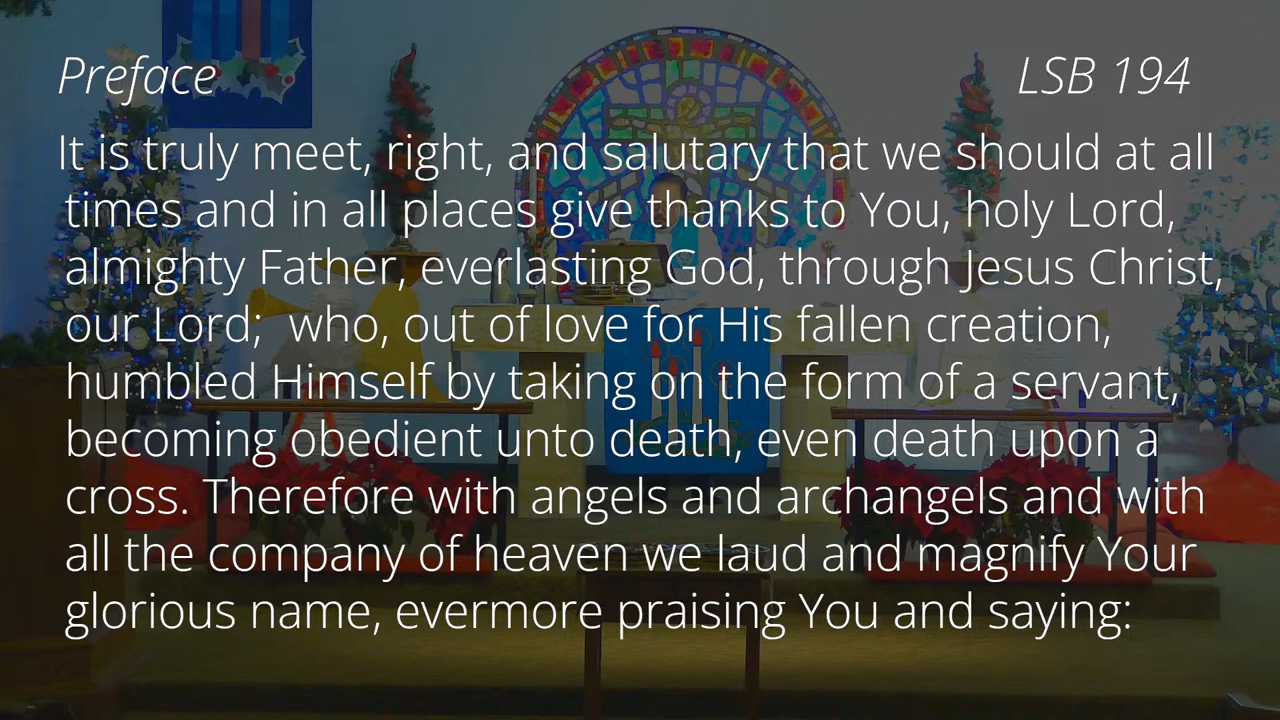 Preface LSB 194
It is truly meet, right, and salutary that we should at all
times and in all places give thanks to You, holy Lord,
almighty Father, everlasting God, through Jesus Christ,
our Lord;  who, out of love for His fallen creation,
humbled Himself by taking on the form of a servant,
becoming obedient unto death, even death upon a
cross. Therefore with angels and archangels and with
all the company of heaven we laud and magnify Your
glorious name, evermore praising You and saying: